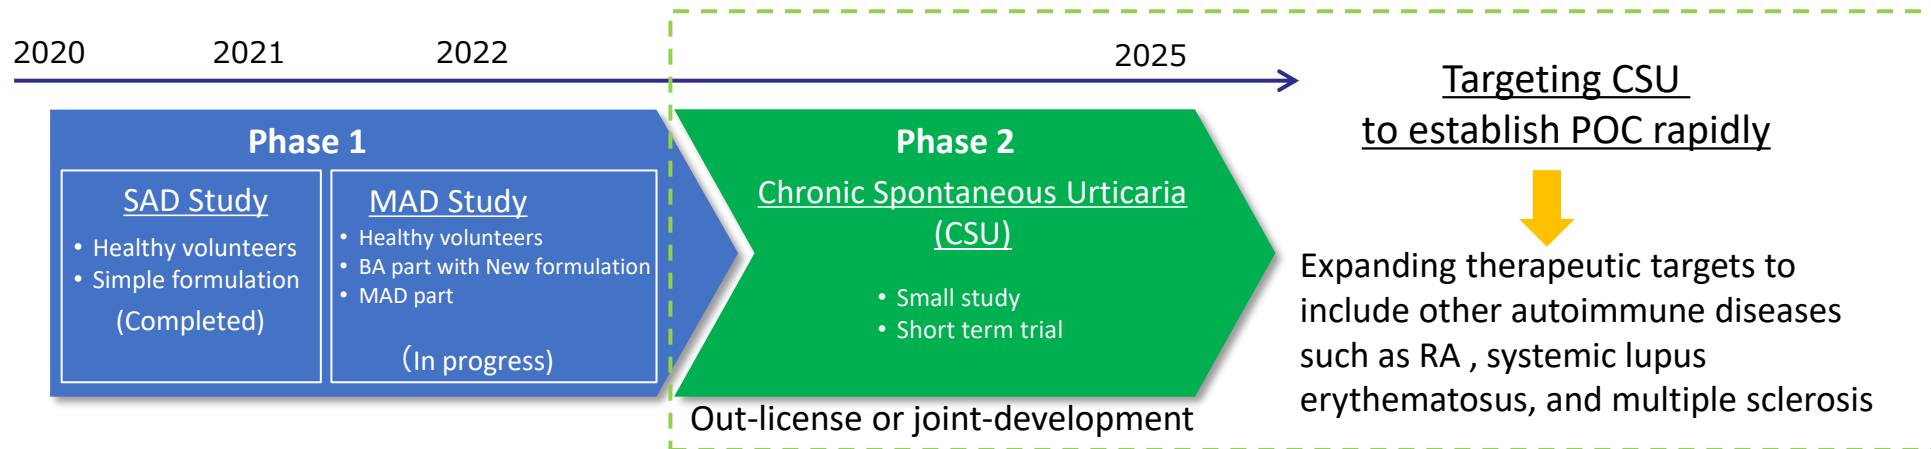 2020 2021 2022 2025
Phase 1
SAD Study
• Healthy volunteers
• Simple formulation
(Completed)
MAD Study
• Healthy volunteers
• BA part with New formulation
• MAD part
（In progress)
Phase 2
Chronic Spontaneous Urticaria
(CSU)
• Small study
• Short term trial
Out-license or joint-development
Targeting CSU
to establish POC rapidly
Expanding therapeutic targets to
include other autoimmune diseases
such as RA , systemic lupus
erythematosus, and multiple sclerosis